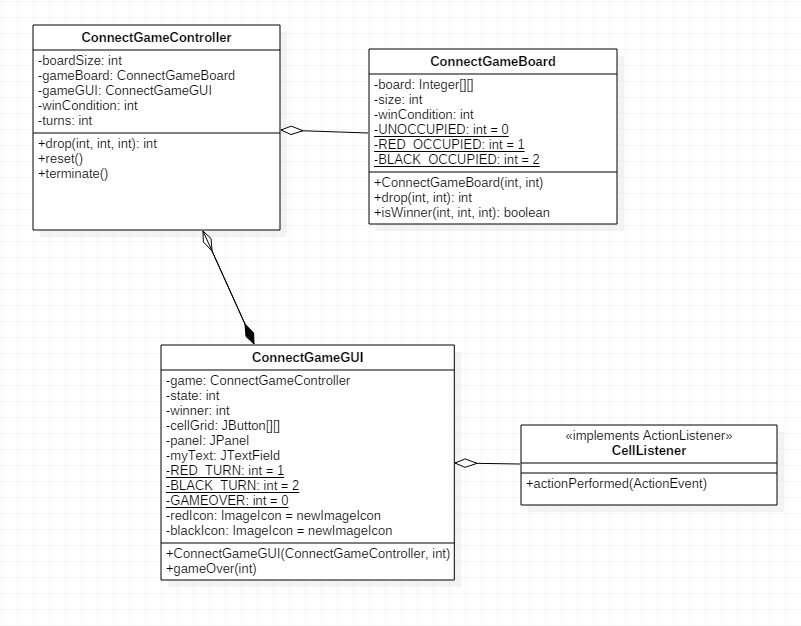 ConnectGameController
-boardSize: int
-gameBoard: ConnectGameBoard
-gameGUI: ConnectGameGUI
-winCondition: int
-turns: int
+drop(int, int, int): int
+reset()
+terminate()
ConnectGameBoard
-board: Integer[][]
-size: int
-winCondition: int
-UNOCCUPIED: int = 0
-RED_OCCUPIED: int = 1
-BLACK_OCCUPIED: int = 2
+ConnectGameBoard(int, int)
+drop(int, int): int
+isWinner(int, int, int): boolean
ConnectGameGUI
-game: ConnectGameController
-state: int
-winner: int
-cellGrid: JButton[][]
-panel: JPanel
-myText: JTextField
-RED_TURN: int = 1
-BLACK_TURN: int = 2
-GAMEOVER: int = 0
-redIcon: ImageIcon = newImageIcon
-blackIcon: ImageIcon = newImageIcon
+ConnectGameGUI(ConnectGameController, int)
+gameOver(int)
«implements ActionListener»
CellListener
+actionPerformed(ActionEvent)